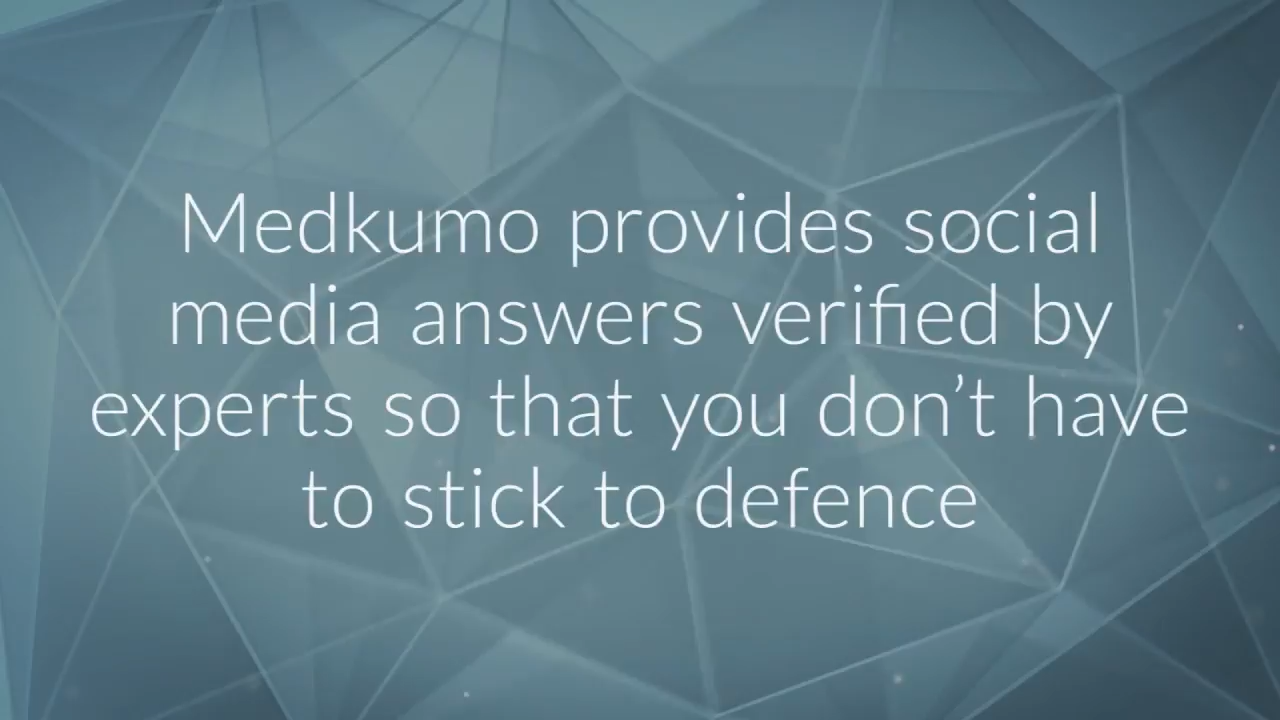 Medkumo provides social
media answers verified by
experts so that you don’t have
to stick to defence